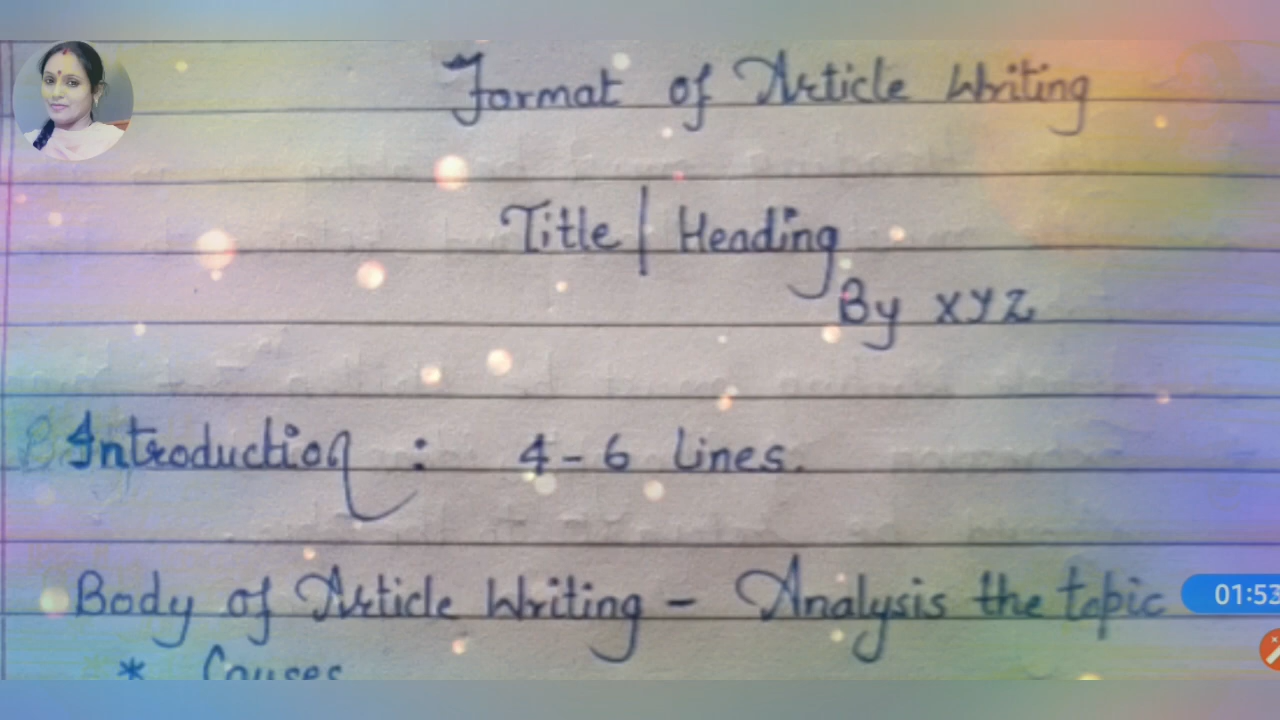 Format of Article Writing
Title | Heading
By XYZ
Introduction : 4-6 Lines.
Body of Article Writing - Analysis the topic
01:53
* Causes